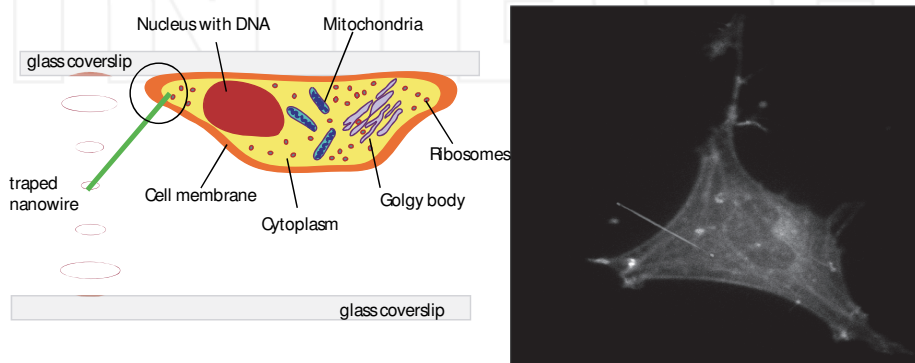 Nucleus with DNA
Mitochondria
glass coverslip
Ribosomes
traped
nanowire
Cell membrane
Golgy body
Cytoplasm
glass coverslip